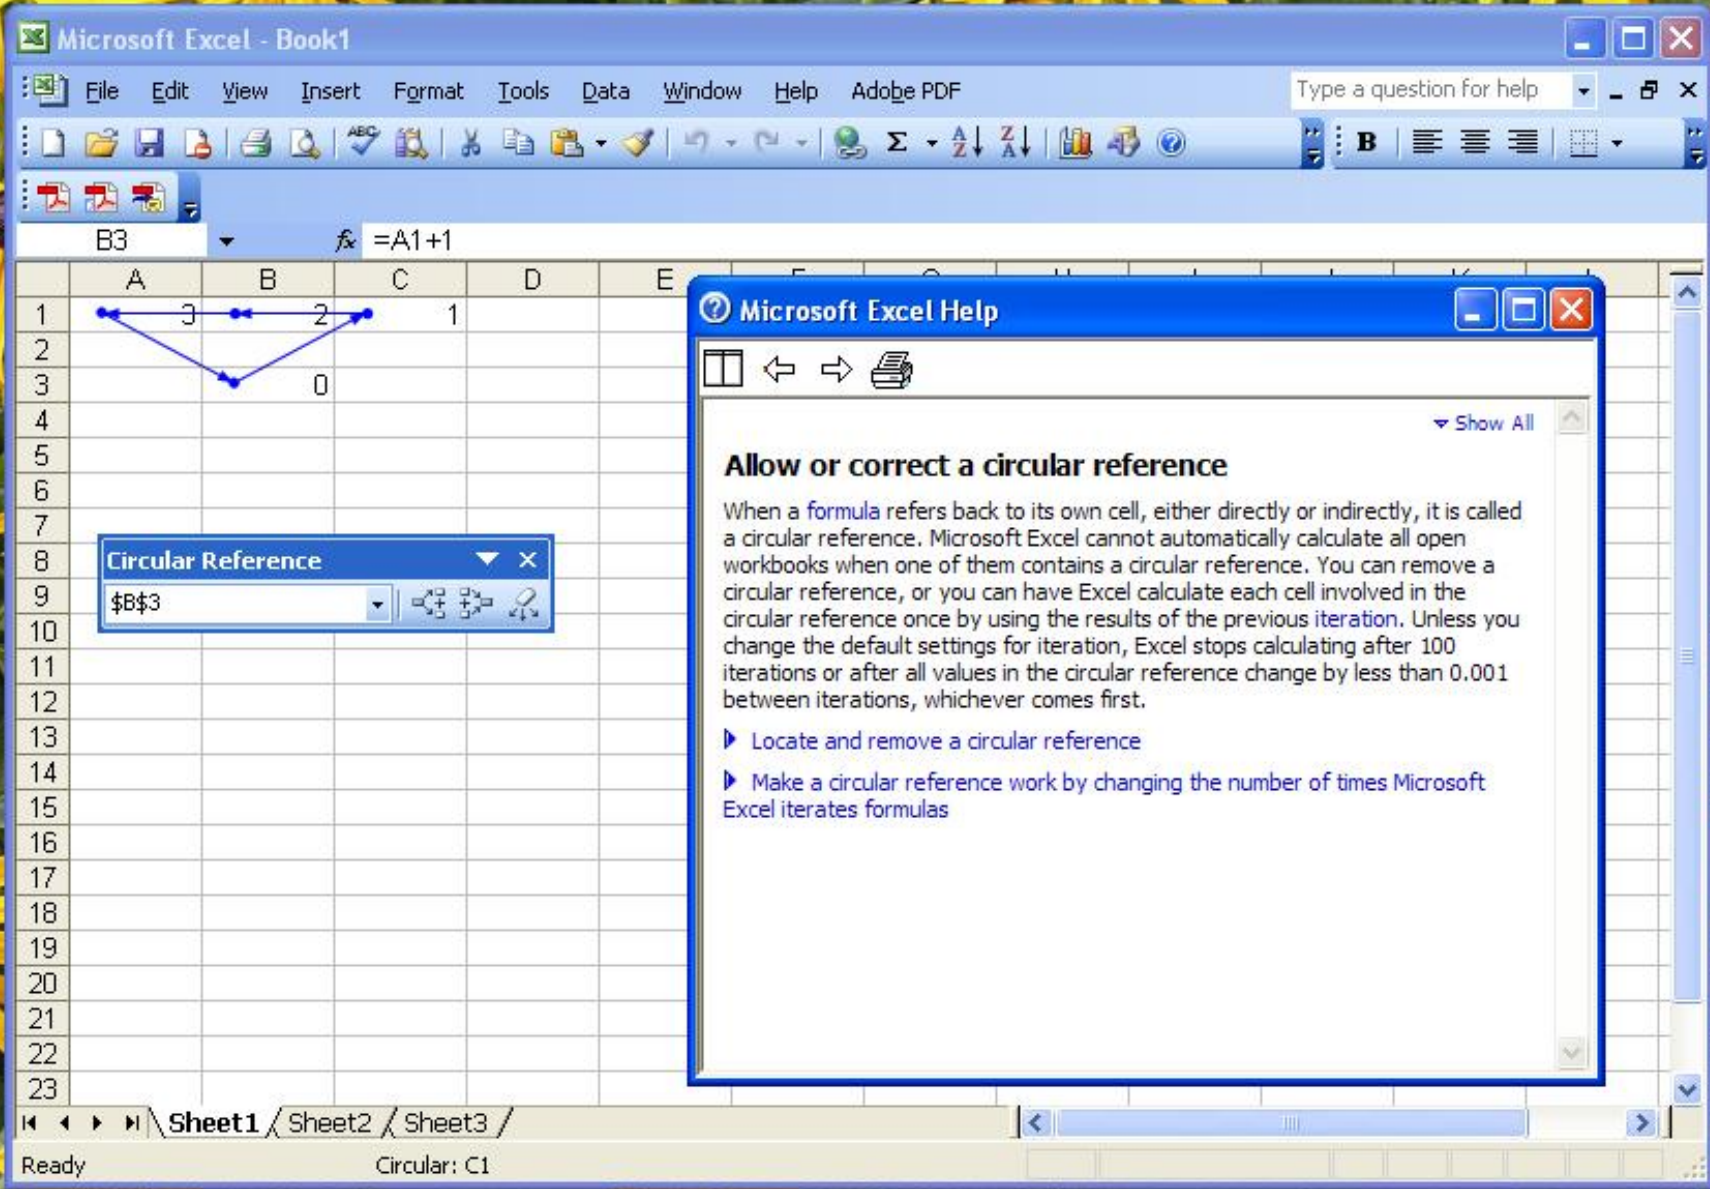 Microsoft Excel - Book1
File Edit View Insert Format Tools Data Window Help Adobe PDF Type a question for help
ABC Σ A Z Z A B
B3 fx =A1+1
A B C D E
1 3 2 1
2
3 0
4
5
6
7
8
9
10
11
12
13
14
15
16
17
18
19
20
21
22
23
Circular Reference
$B$3
Microsoft Excel Help
Show All
Allow or correct a circular reference
When a formula refers back to its own cell, either directly or indirectly, it is called
a circular reference. Microsoft Excel cannot automatically calculate all open
workbooks when one of them contains a circular reference. You can remove a
circular reference, or you can have Excel calculate each cell involved in the
circular reference once by using the results of the previous iteration. Unless you
change the default settings for iteration, Excel stops calculating after 100
iterations or after all values in the circular reference change by less than 0.001
between iterations, whichever comes first.
Locate and remove a circular reference
Make a circular reference work by changing the number of times Microsoft
Excel iterates formulas
Sheet1 Sheet2 Sheet3
Ready Circular: C1